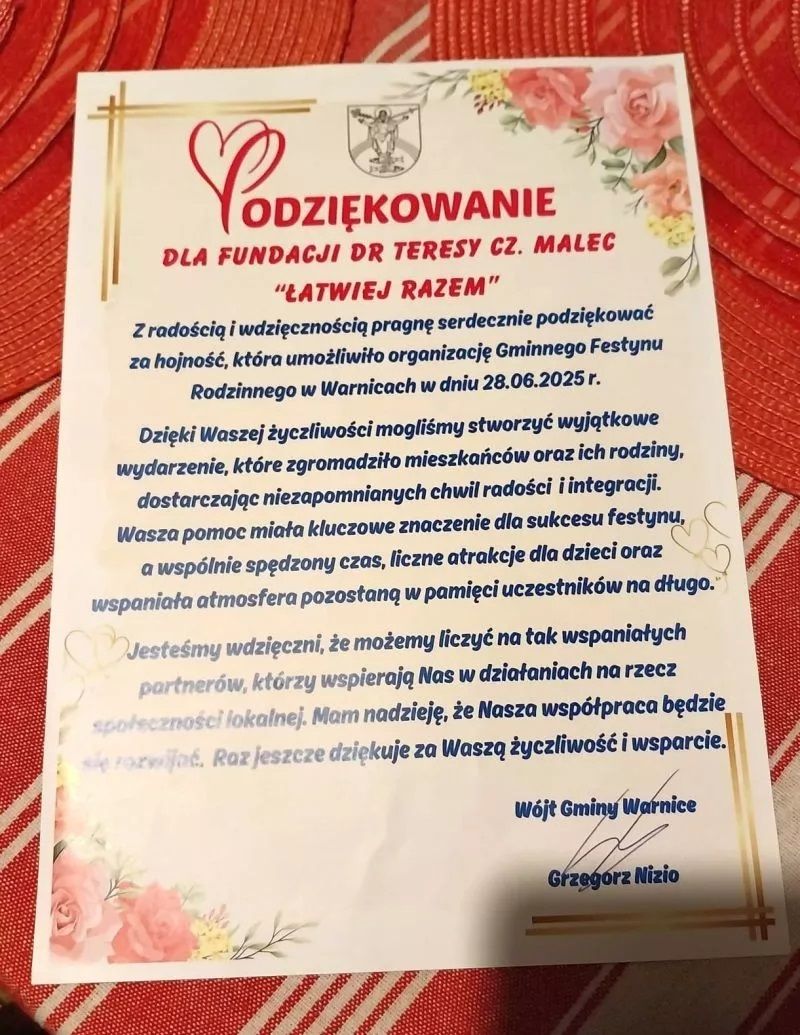 PODZIĘKOWANIE
DLA FUNDACJI DR TERESY CZ. MALEC
"ŁATWIEJ RAZEM"
Z radością i wdzięcznością pragnę serdecznie podziękować
za hojność, która umożliwiło organizację Gminnego Festynu
Rodzinnego w Warnicach w dniu 28.06.2025 r.
Dzięki Waszej życzliwości mogliśmy stworzyć wyjątkowe
wydarzenie, które zgromadziło mieszkańców oraz ich rodziny,
dostarczając niezapomnianych chwil radości i integracji.
Wasza pomoc miała kluczowe znaczenie dla sukcesu festynu,
a wspólnie spędzony czas, liczne atrakcje dla dzieci oraz
wspaniała atmosfera pozostaną w pamięci uczestników na długo."
Jesteśmy wdzięczni, że możemy liczyć na tak wspaniałych
partnerów, którzy wspierają Nas w działaniach na rzecz
społeczności lokalnej. Mam nadzieję, że Nasza współpraca będzie
się rozwijać. Raz jeszcze dziękuje za Waszą życzliwość i wsparcie.
Wójt Gminy Warnice
Grzegorz Nizio